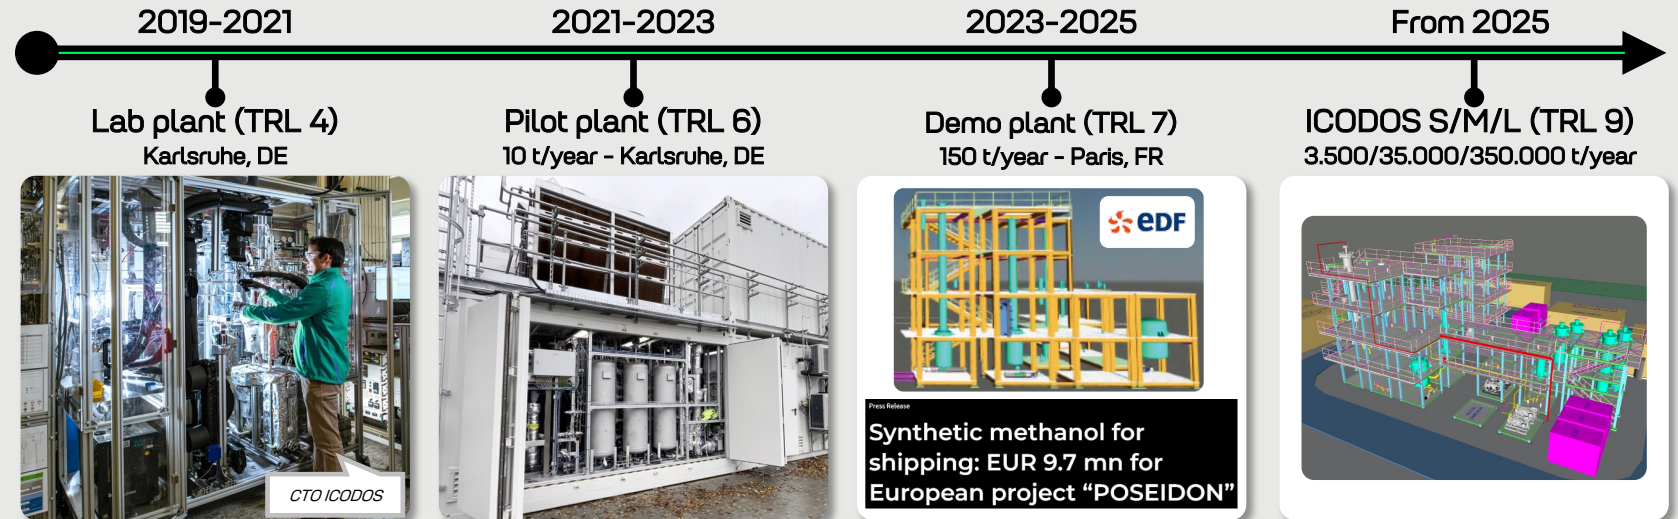 2019-2021
2021-2023
2023-2025
From 2025
Lab plant (TRL 4)
Karlsruhe, DE
Pilot plant (TRL 6)
10 t/year - Karlsruhe, DE
Demo plant (TRL 7)
150 t/year - Paris, FR
ICODOS S/M/L (TRL 9)
3.500/35.000/350.000 t/year
CTO ICODOS
eDF
Press Release
Synthetic methanol for
shipping: EUR 9.7 mn for
European project “POSEIDON”